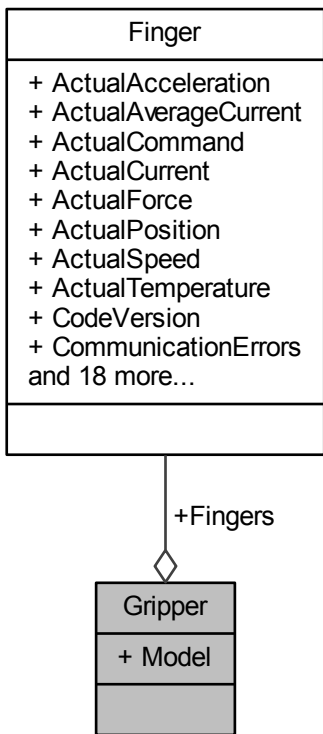 Finger
+ ActualAcceleration
+ ActualAverageCurrent
+ ActualCommand
+ ActualCurrent
+ ActualForce
+ ActualPosition
+ ActualSpeed
+ ActualTemperature
+ CodeVersion
+ CommunicationErrors
and 18 more...
+Fingers
Gripper
+ Model